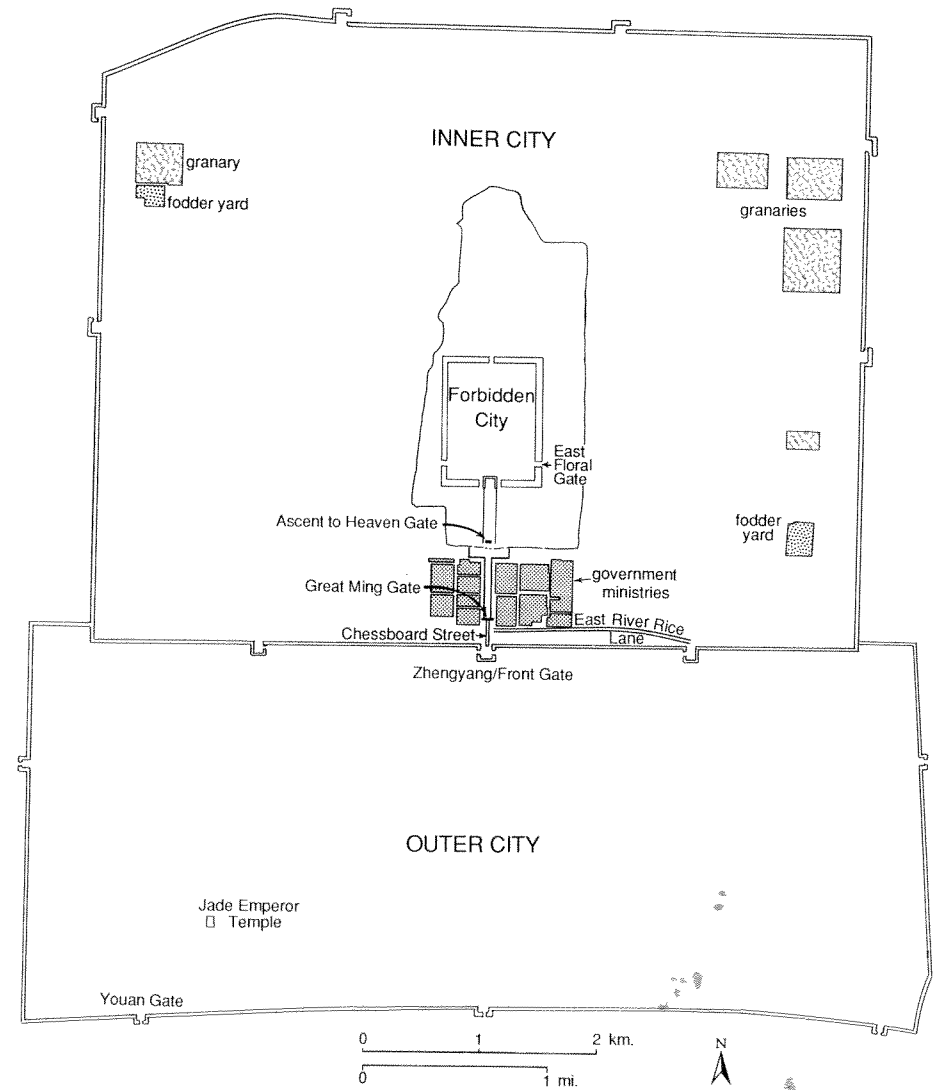 INNER CITY
granary
fodder yard
granaries
Forbidden
City
East
Floral
Gate
Ascent to Heaven Gate
fodder
yard
Great Ming Gate
government
ministries
East River Rice
Lane
Chessboard Street
Zhengyang/Front Gate
OUTER CITY
Jade Emperor
Temple
Youan Gate
0 1 2 km.
0 1 mi.
N